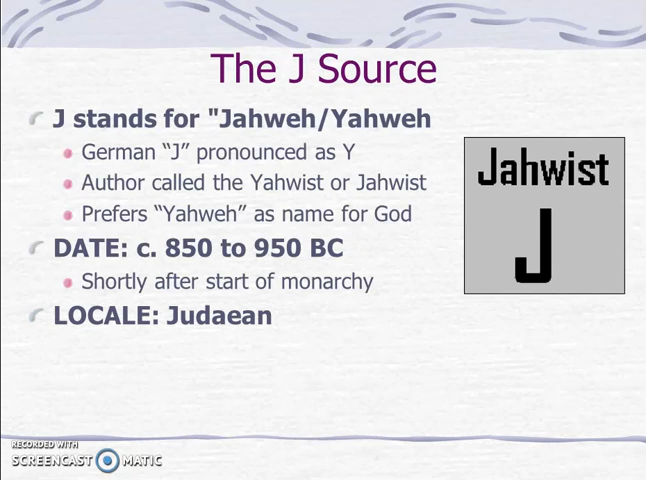 The J Source
J stands for "Jahweh/Yahweh
German “J” pronounced as Y
Author called the Yahwist or Jahwist
Prefers “Yahweh” as name for God
DATE: c. 850 to 950 BC
Shortly after start of monarchy
LOCALE: Judaean
Jahwist
J
RECORDED WITH
SCREENCAST MATIC